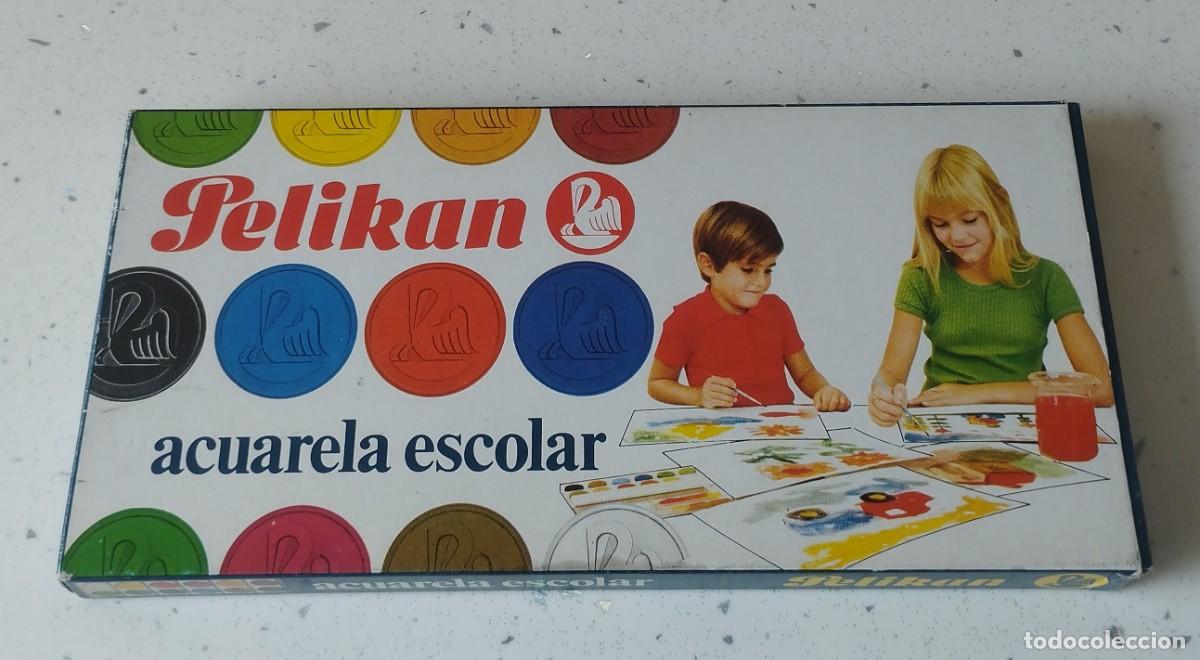 Pelikan
acuarela escolar
acuarela escolar
Pelikan
todocoleccion